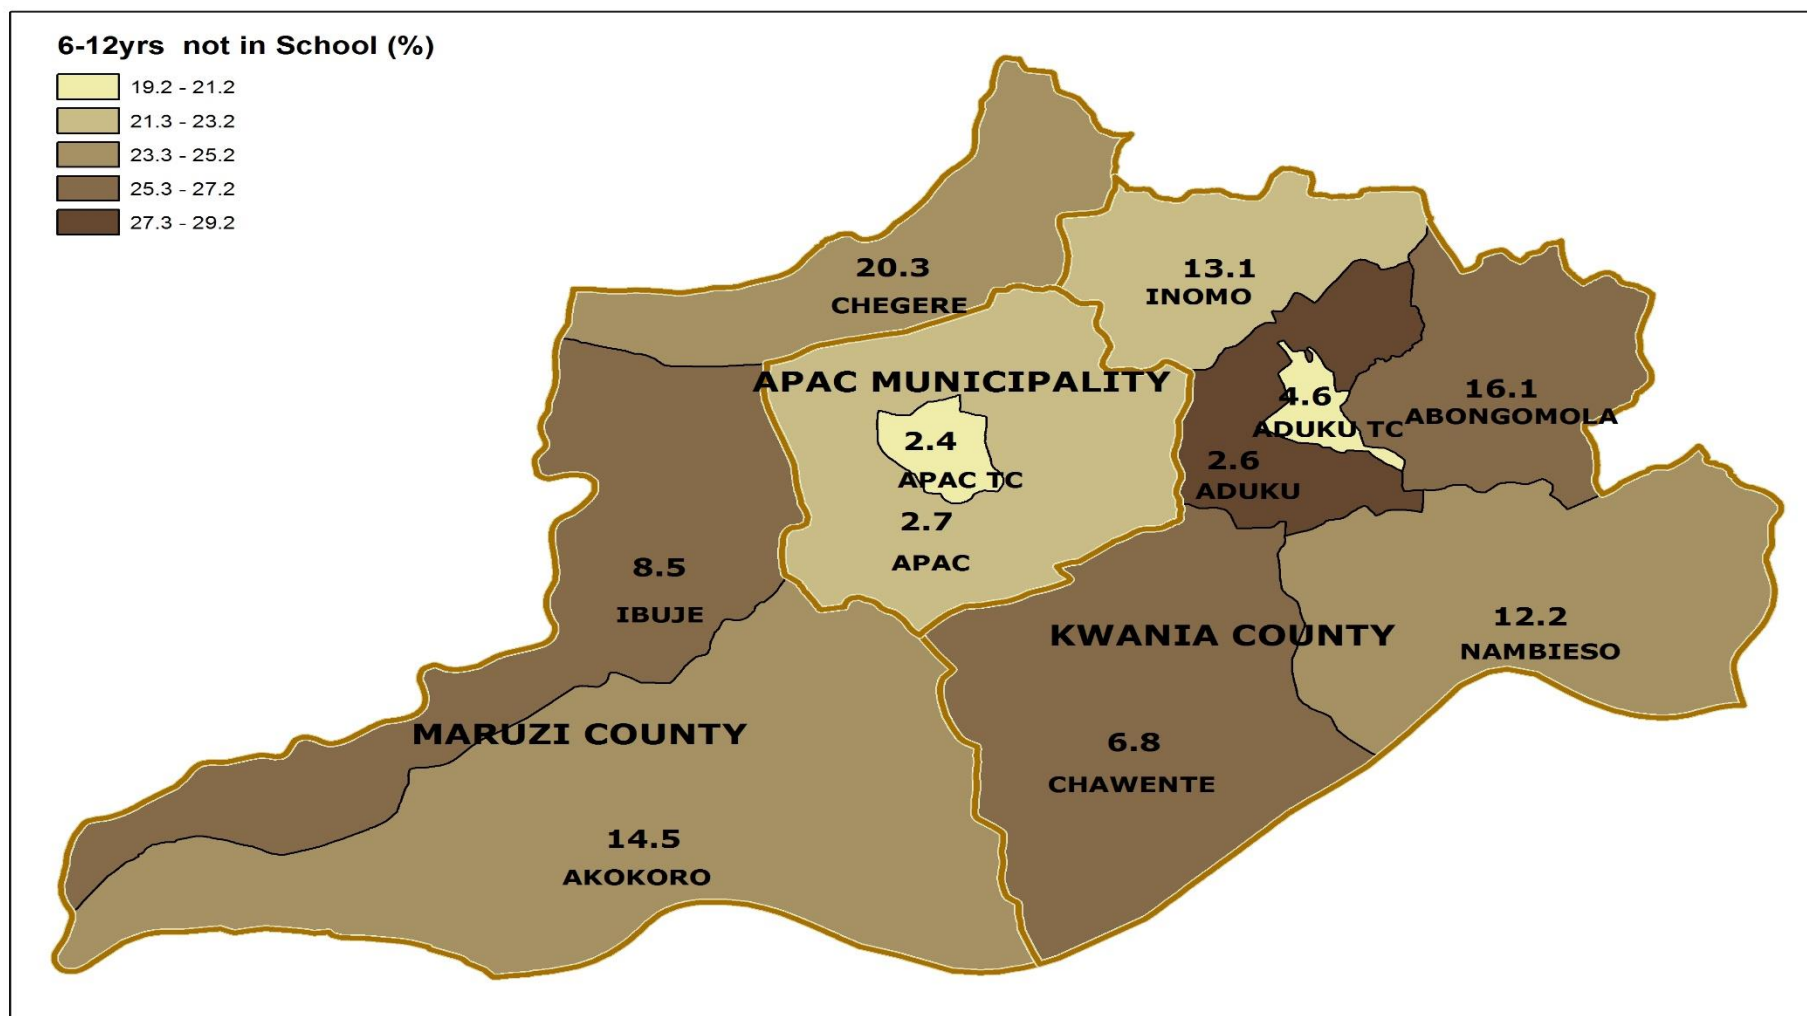 6-12yrs not in School (%)
19.2 - 21.2
21.3 - 23.2
23.3 - 25.2
25.3 - 27.2
27.3 - 29.2
20.3
CHEGERE
13.1
INOMO
APAC MUNICIPALITY
16.1
ABONGOMOLA
4.6
ADUKU TC
2.4
APAC TC
2.6
ADUKU
2.7
APAC
8.5
IBUJE
KWANIA COUNTY
12.2
NAMBIESO
MARUZI COUNTY
6.8
CHAWENTE
14.5
AKOKORO